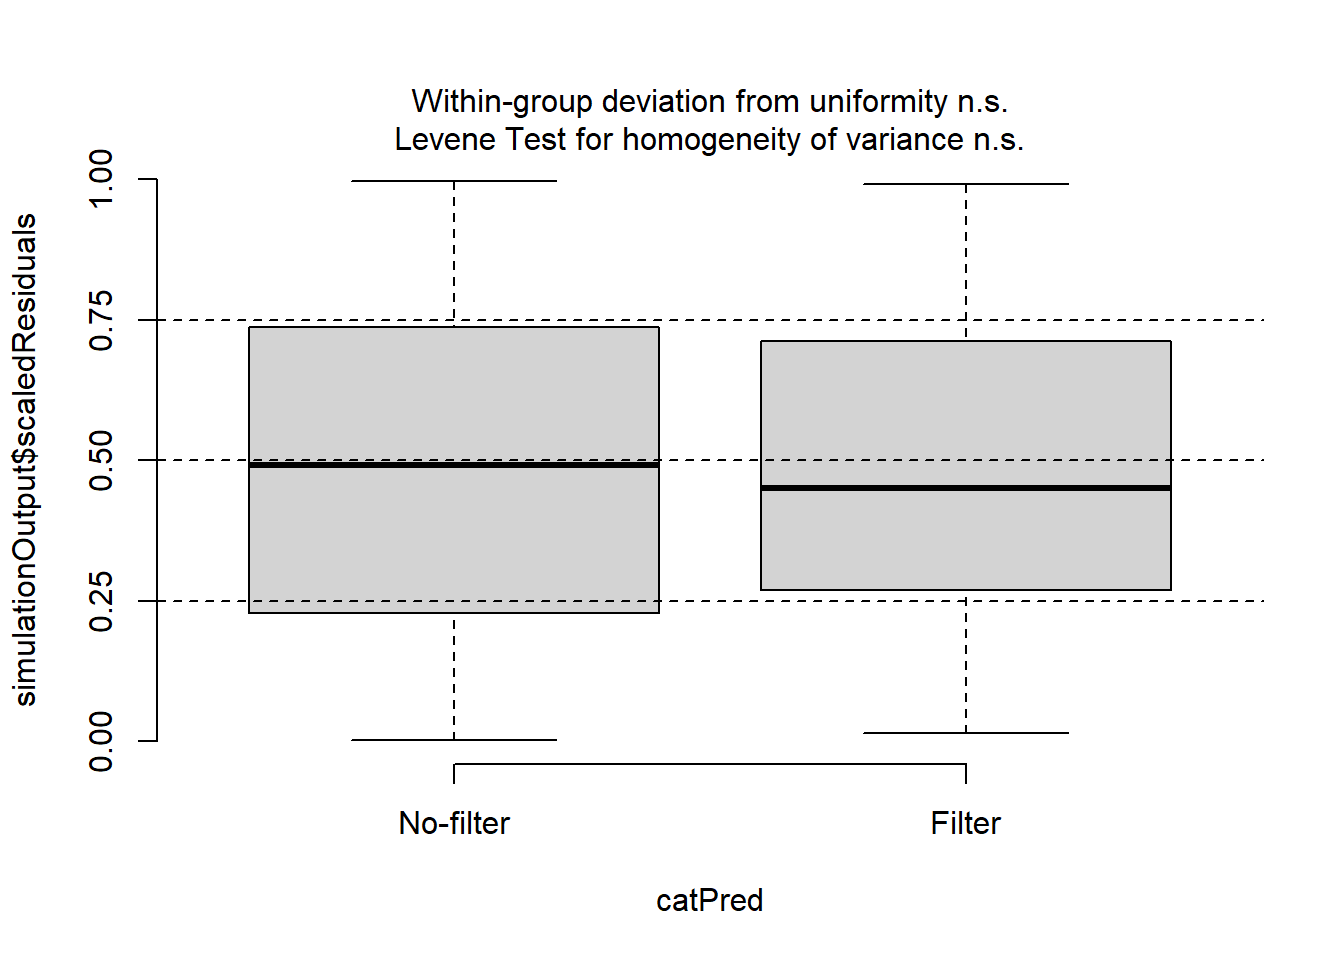 Within-group deviation from uniformity n.s.
Levene Test for homogeneity of variance n.s.
simulationOutput$scaledResiduals
1.00
0.75
0.50
0.25
0.00
No-filter
Filter
catPred